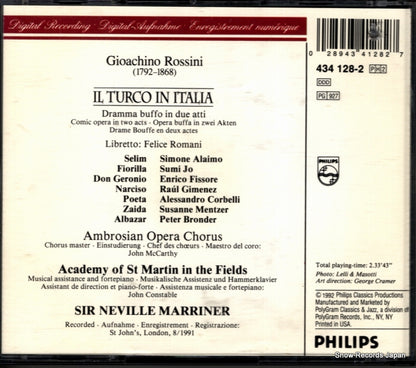 Digital Recording · Digital-Aufnahme · Enregistrement numérique
Gioachino Rossini
(1792–1868)
IL TURCO IN ITALIA
Dramma buffo in due atti
Comic opera in two acts · Opera buffa in zwei Akten
Drame Bouffe en deux actes
Libretto: Felice Romani
Selim Simone Alaimo
Fiorilla Sumi Jo
Don Geronio Enrico Fissore
Narciso Raúl Gimenez
Poeta Alessandro Corbelli
Zaida Susanne Mentzer
Albazar Peter Bronder
Ambrosian Opera Chorus
Chorus master · Einstudierung · Chef des chœurs · Maestro del coro:
John McCarthy
Academy of St Martin in the Fields
Musical assistance and fortepiano · Musikalische Assistenz und Hammerklavier
Assistant de direction et piano-forte · Assistenza musicale e fortepiano:
John Constable
SIR NEVILLE MARRINER
Recorded · Aufnahme · Enregistrement · Registrazione:
St John's, London, 8/1991
0 28943 41282 7
434 128-2 PH2
DDD
PG 927
PHILIPS
Total playing-time: 2.33'43"
Photo: Lelli & Masotti
Art direction: George Cramer
© 1992 Philips Classics Productions
Manufactured and Marketed by
PolyGram Classics & Jazz, a division of
PolyGram Records, Inc., NY, NY
Printed in USA.
PHILIPS
Show-Records Japan